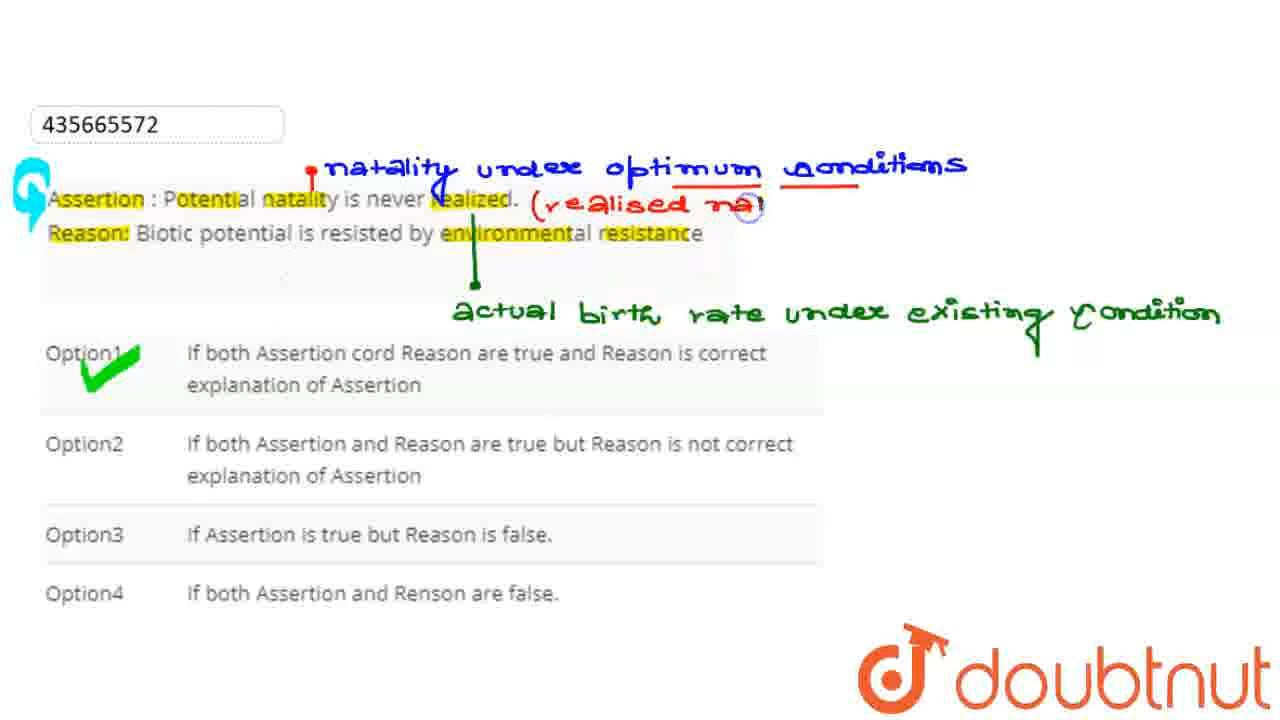 435665572
natality under optimum conditions
Assertion : Potential natality is never realized. (realised nat
Reason: Biotic potential is resisted by environmental resistance
actual birth rate under existing condition
Option1 If both Assertion cord Reason are true and Reason is correct
explanation of Assertion
Option2 If both Assertion and Reason are true but Reason is not correct
explanation of Assertion
Option3 If Assertion is true but Reason is false.
Option4 If both Assertion and Renson are false.
doubtnut